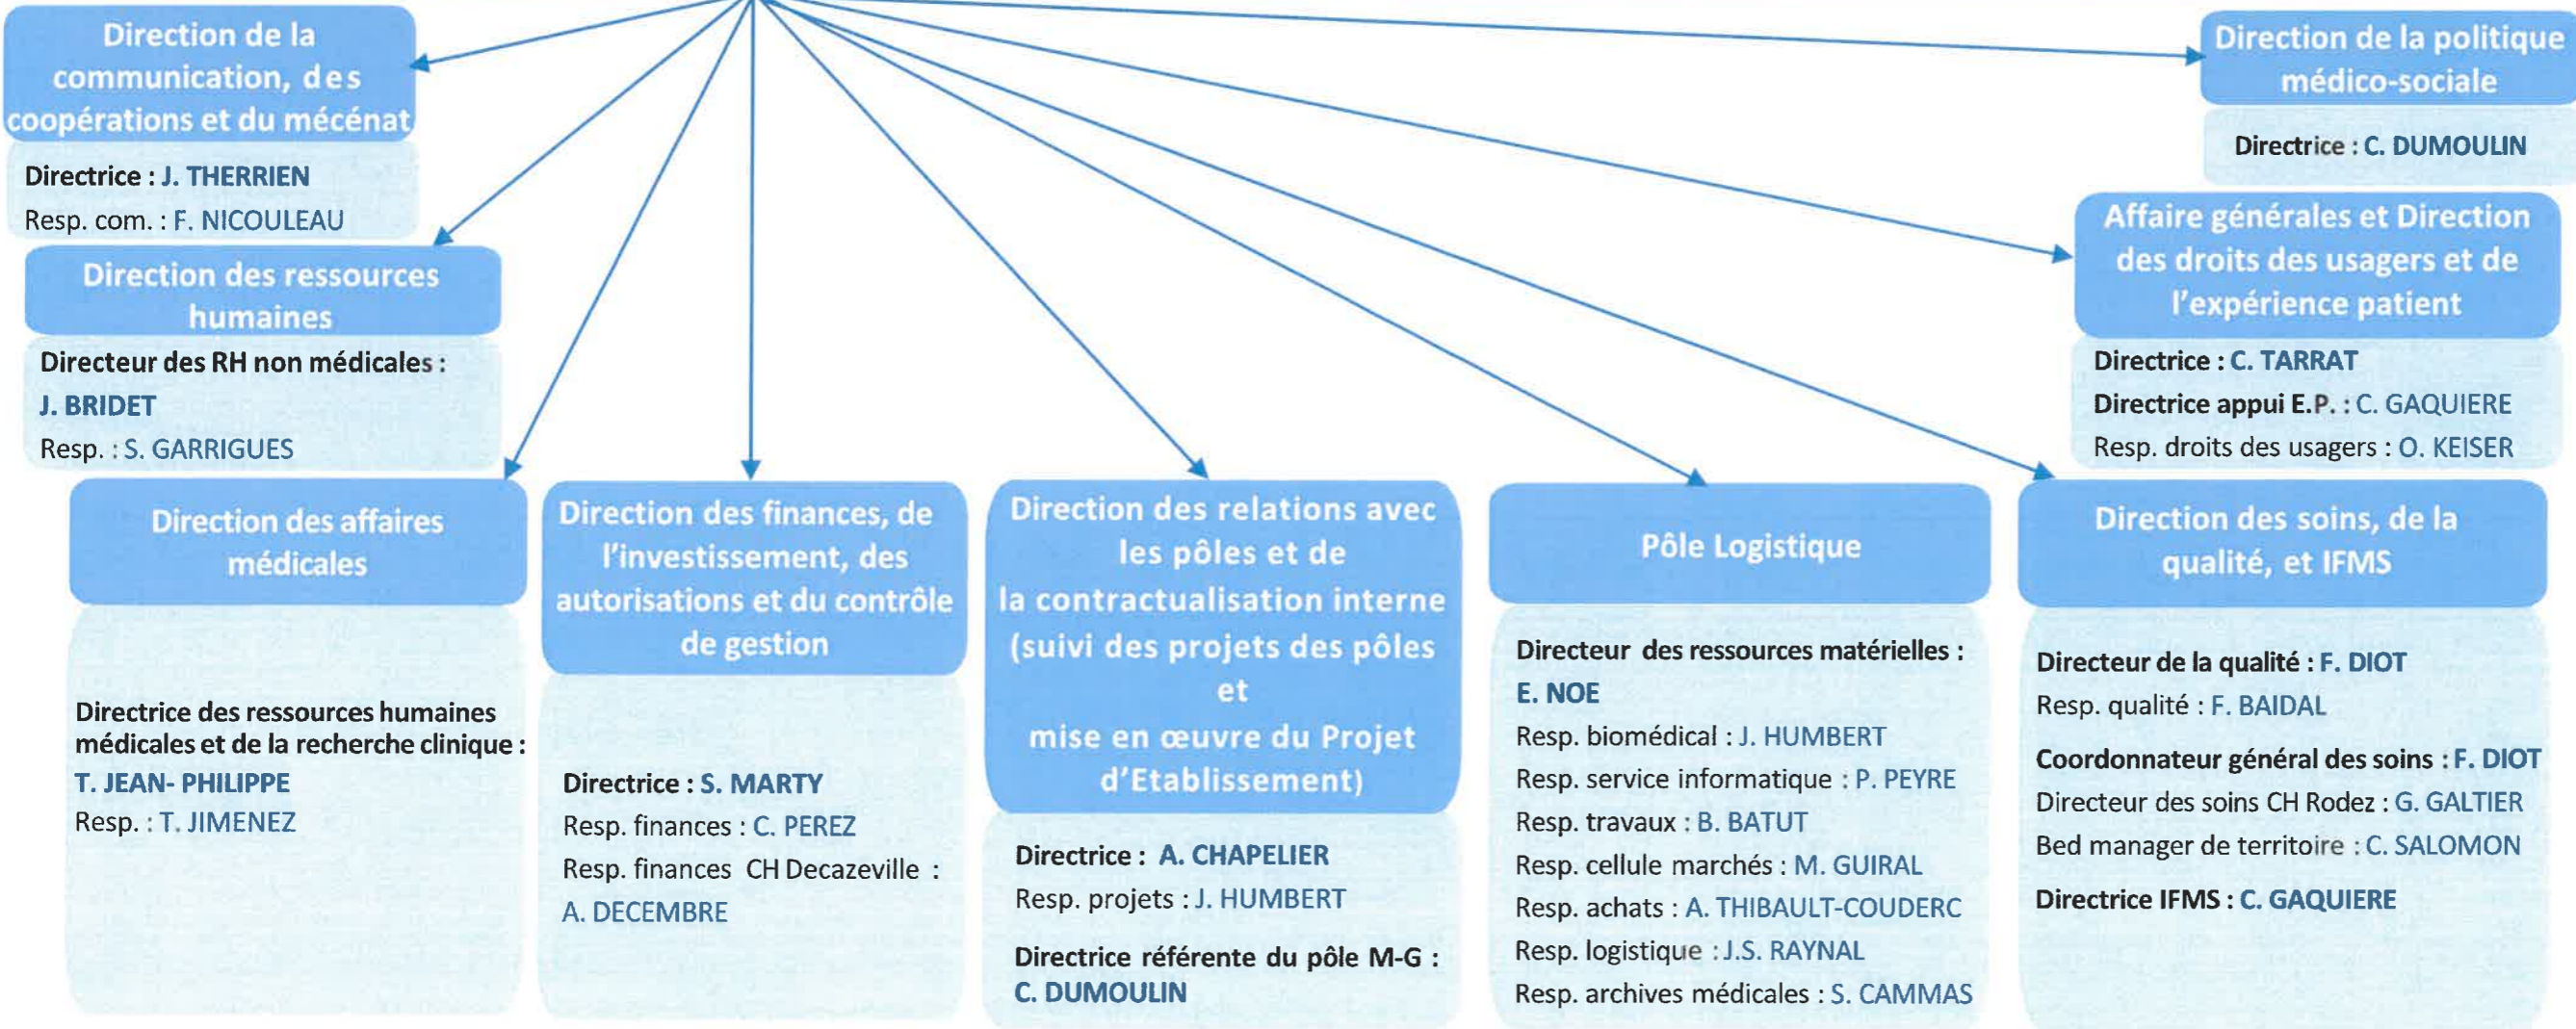 Direction de la
communication, des
coopérations et du mécénat
Directrice : J. THERRIEN
Resp. com. : F. NICOULEAU
Direction des ressources
humaines
Directeur des RH non médicales :
J. BRIDET
Resp. : S. GARRIGUES
Direction des affaires
médicales
Directrice des ressources humaines
médicales et de la recherche clinique :
T. JEAN- PHILIPPE
Resp. : T. JIMENEZ
Direction des finances, de
l'investissement, des
autorisations et du contrôle
de gestion
Directrice : S. MARTY
Resp. finances : C. PEREZ
Resp. finances CH Decazeville :
A. DECEMBRE
Direction des relations avec
les pôles et de
la contractualisation interne
(suivi des projets des pôles
et
mise en œuvre du Projet
d'Etablissement)
Directrice : A. CHAPELIER
Resp. projets : J. HUMBERT
Directrice référente du pôle M-G :
C. DUMOULIN
Pôle Logistique
Directeur des ressources matérielles :
E. NOE
Resp. biomédical : J. HUMBERT
Resp. service informatique : P. PEYRE
Resp. travaux : B. BATUT
Resp. cellule marchés : M. GUIRAL
Resp. achats : A. THIBAULT-COUDERC
Resp. logistique : J.S. RAYNAL
Resp. archives médicales : S. CAMMAS
Direction de la politique
médico-sociale
Directrice : C. DUMOULIN
Affaire générales et Direction
des droits des usagers et de
l'expérience patient
Directrice : C. TARRAT
Directrice appui E.P. : C. GAQUIERE
Resp. droits des usagers : O. KEISER
Direction des soins, de la
qualité, et IFMS
Directeur de la qualité : F. DIOT
Resp. qualité : F. BAIDAL
Coordonnateur général des soins : F. DIOT
Directeur des soins CH Rodez : G. GALTIER
Bed manager de territoire : C. SALOMON
Directrice IFMS : C. GAQUIERE